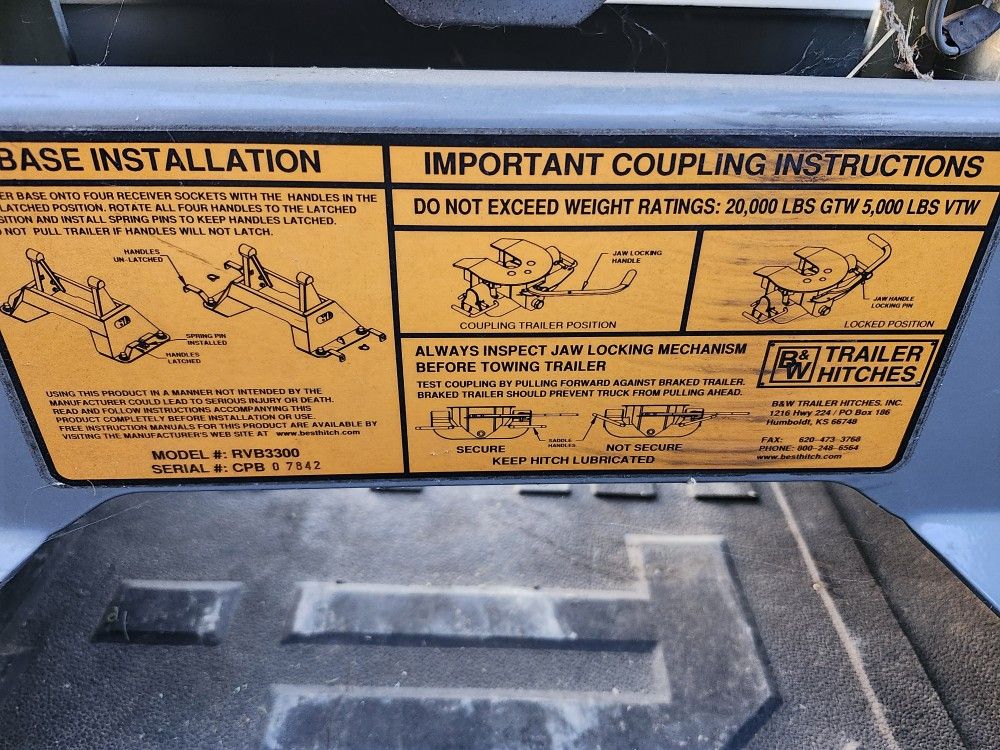 BASE INSTALLATION
ER BASE ONTO FOUR RECEIVER SOCKETS WITH THE HANDLES IN THE
LATCHED POSITION. ROTATE ALL FOUR HANDLES TO THE LATCHED
SITION AND INSTALL SPRING PINS TO KEEP HANDLES LATCHED.
NOT PULL TRAILER IF HANDLES WILL NOT LATCH.
HANDLES
UN-LATCHED
SPRING PIN
INSTALLED
HANDLES
LATCHED
USING THIS PRODUCT IN A MANNER NOT INTENDED BY THE
MANUFACTURER COULD LEAD TO SERIOUS INJURY OR DEATH.
READ AND FOLLOW INSTRUCTIONS ACCOMPANYING THIS
PRODUCT COMPLETELY BEFORE INSTALLATION OR USE.
FREE INSTRUCTION MANUALS FOR THIS PRODUCT ARE AVAILABLE BY
VISITING THE MANUFACTURER'S WEB SITE AT www.besthitch.com
MODEL #: RVB3300
SERIAL #: CPB 0 7842
IMPORTANT COUPLING INSTRUCTIONS
DO NOT EXCEED WEIGHT RATINGS: 20,000 LBS GTW 5,000 LBS VTW
JAW LOCKING
HANDLE
COUPLING TRAILER POSITION
JAW HANDLE
LOCKING PIN
LOCKED POSITION
ALWAYS INSPECT JAW LOCKING MECHANISM
BEFORE TOWING TRAILER
TEST COUPLING BY PULLING FORWARD AGAINST BRAKED TRAILER.
BRAKED TRAILER SHOULD PREVENT TRUCK FROM PULLING AHEAD.
SADDLE
HANDLES
SECURE
NOT SECURE
KEEP HITCH LUBRICATED
B&W TRAILER
HITCHES
B&W TRAILER HITCHES, INC.
1216 Hwy 224 / PO Box 186
Humboldt, KS 66748
FAX: 620-473-3768
PHONE: 800-248-6564
www.besthitch.com